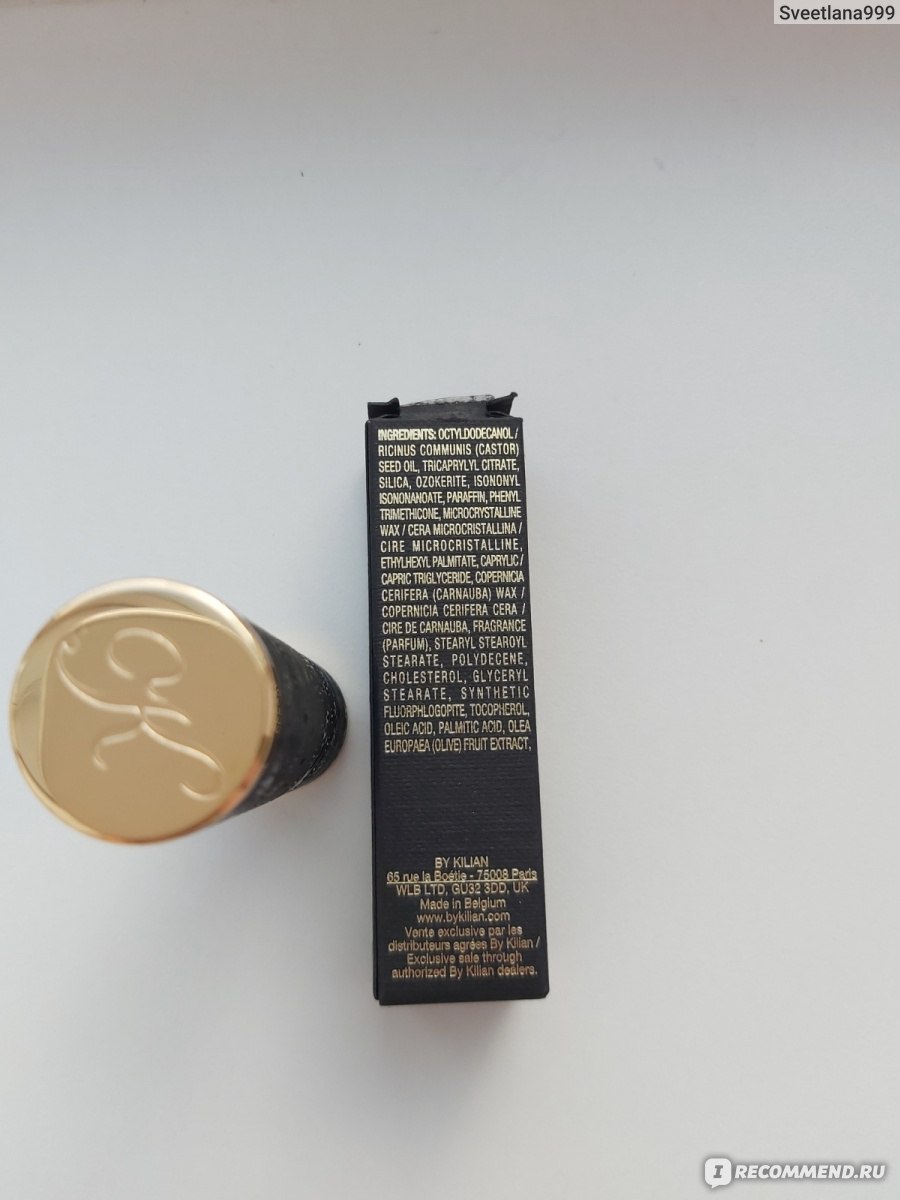 Sveetlana999
INGREDIENTS: OCTYLDODECANOL /
RICINUS COMMUNIS (CASTOR)
SEED OIL, TRICAPRYLYL CITRATE,
SILICA, OZOKERITE, ISONONYL
ISONONANOATE, PARAFFIN, PHENYL
TRIMETHICONE, MICROCRYSTALLINE
WAX / CERA MICROCRISTALLINA /
CIRE MICROCRISTALLINE,
ETHYLHEXYL PALMITATE, CAPRYLIC /
CAPRIC TRIGLYCERIDE, COPERNICIA
CERIFERA (CARNAUBA) WAX /
COPERNICIA CERIFERA CERA /
CIRE DE CARNAUBA, FRAGRANCE
(PARFUM), STEARYL STEAROYL
STEARATE, POLYDECENE,
CHOLESTEROL, GLYCERYL
STEARATE, SYNTHETIC
FLUORPHLOGOPITE, TOCOPHEROL,
OLEIC ACID, PALMITIC ACID, OLEA
EUROPAEA (OLIVE) FRUIT EXTRACT,
BY KILIAN
65 rue la Boétie - 75008 Paris
WLB LTD, GU32 3DD, UK
Made in Belgium
www.bykilian.com
Vente exclusive par les
distributeurs agréés By Kilian /
Exclusive sale through
authorized By Kilian dealers.
K
IRECOMMEND.RU